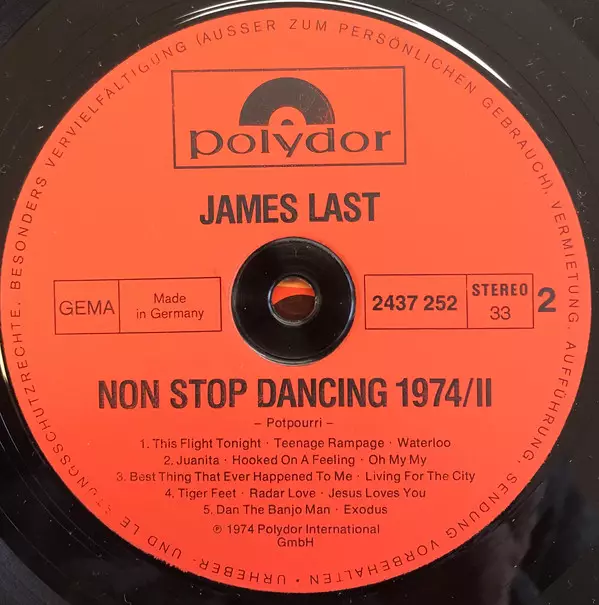 URHEBER- UND LEISTUNGSSCHUTZRECHTE, BESONDERS VERVIELFÄLTIGUNG (AUSSER ZUM PERSÖNLICHEN GEBRAUCH), VERMIETUNG, AUFFÜHRUNG, SENDUNG VORBEHALTEN ·
polydor
JAMES LAST
GEMA
Made
in Germany
2437 252
STEREO
33
2
NON STOP DANCING 1974/II
– Potpourri –
1. This Flight Tonight · Teenage Rampage · Waterloo
2. Juanita · Hooked On A Feeling · Oh My My
3. Best Thing That Ever Happened To Me · Living For The City
4. Tiger Feet · Radar Love · Jesus Loves You
5. Dan The Banjo Man · Exodus
℗ 1974 Polydor International
GmbH